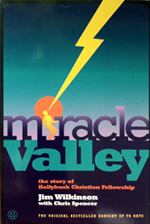 miracle
Valley
the story of
Hollybush Christian Fellowship
Jim Wilkinson
with Chris Spencer
THE ORIGINAL BESTSELLER BROUGHT UP TO DATE